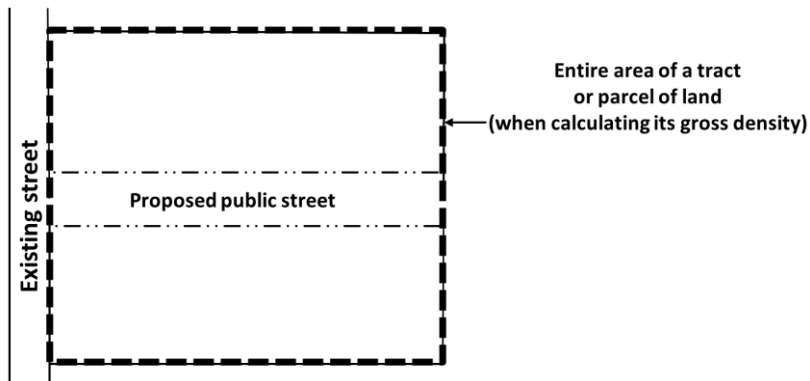 Existing street
Entire area of a tract
or parcel of land
(when calculating its gross density)
Proposed public street